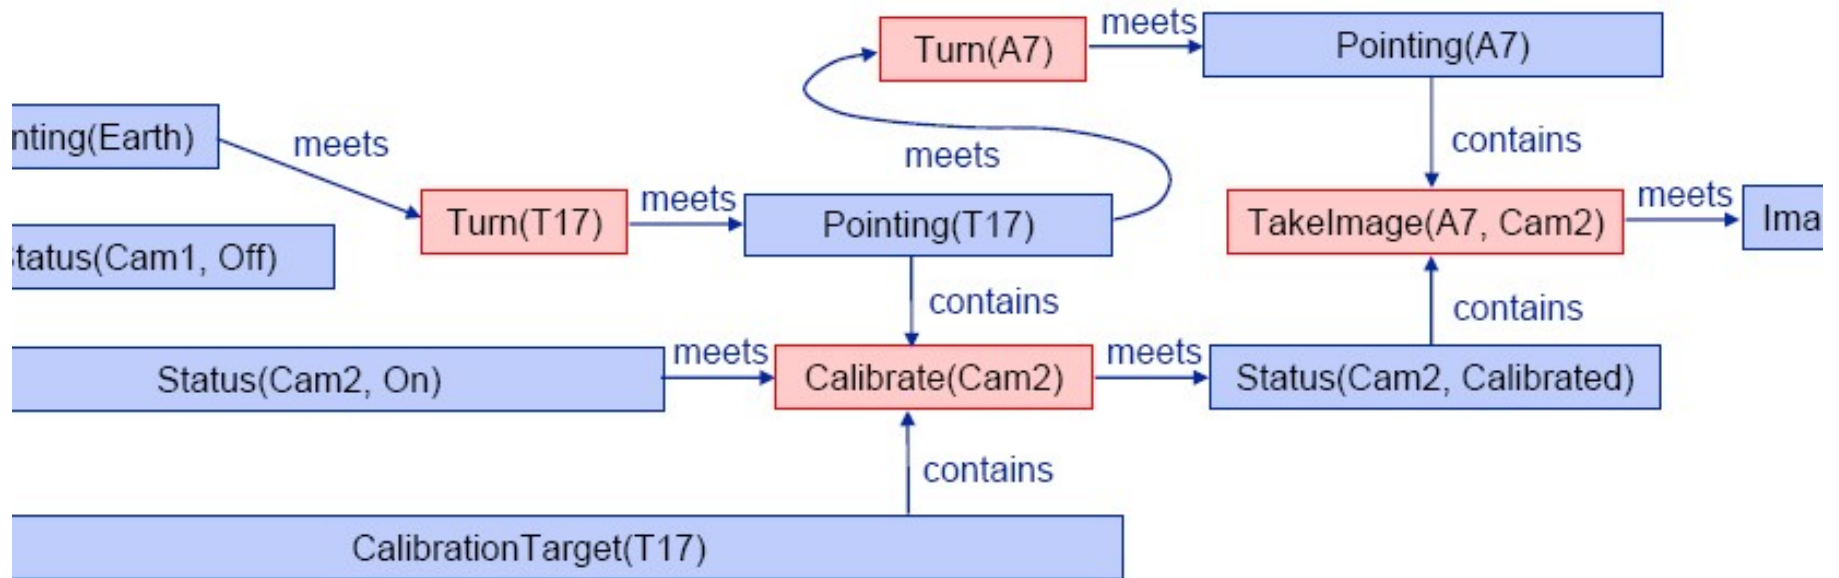 Turn(A7)
meets
Pointing(A7)
nting(Earth)
meets
meets
contains
Turn(T17)
meets
Pointing(T17)
TakeImage(A7, Cam2)
meets
Ima
tatus(Cam1, Off)
contains
contains
Status(Cam2, On)
meets
Calibrate(Cam2)
meets
Status(Cam2, Calibrated)
contains
CalibrationTarget(T17)